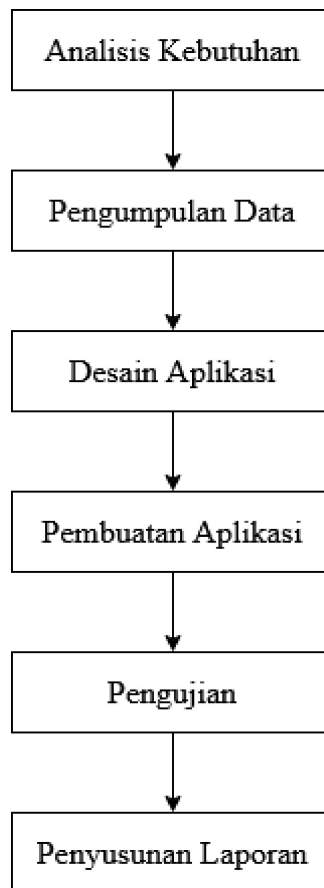 Analisis Kebutuhan
Pengumpulan Data
Desain Aplikasi
Pembuatan Aplikasi
Pengujian
Penyusunan Laporan